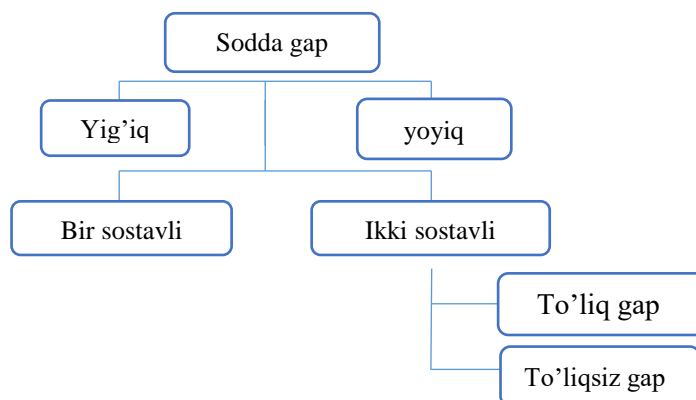 Sodda gap
Yig’iq
yoyiq
Bir sostavli
Ikki sostavli
To’liq gap
To’liqsiz gap